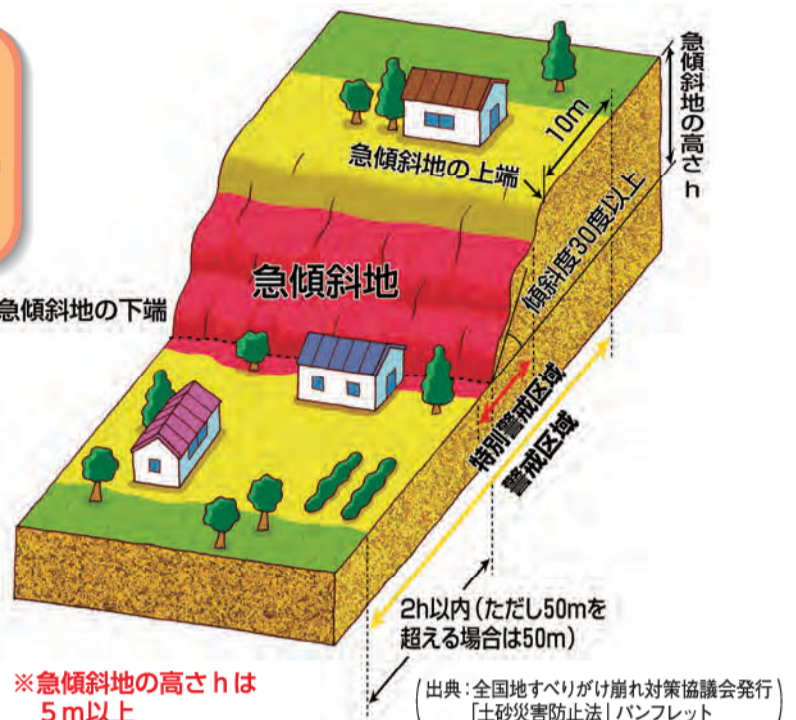 急傾斜地の高さh
10m
急傾斜地の上端
傾斜度30度以上
急傾斜地
急傾斜地の下端
特別警戒区域
警戒区域
2h以内(ただし50mを
超える場合は50m)
※急傾斜地の高さhは
5m以上
(出典:全国地すべりがけ崩れ対策協議会発行
「土砂災害防止法」パンフレット)